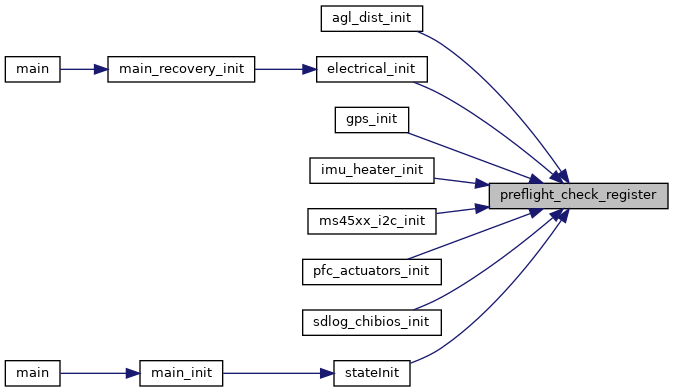 agl_dist_init
main
main_recovery_init
electrical_init
gps_init
imu_heater_init
preflight_check_register
ms45xx_i2c_init
pfc_actuators_init
sdlog_chibios_init
main
main_init
stateInit